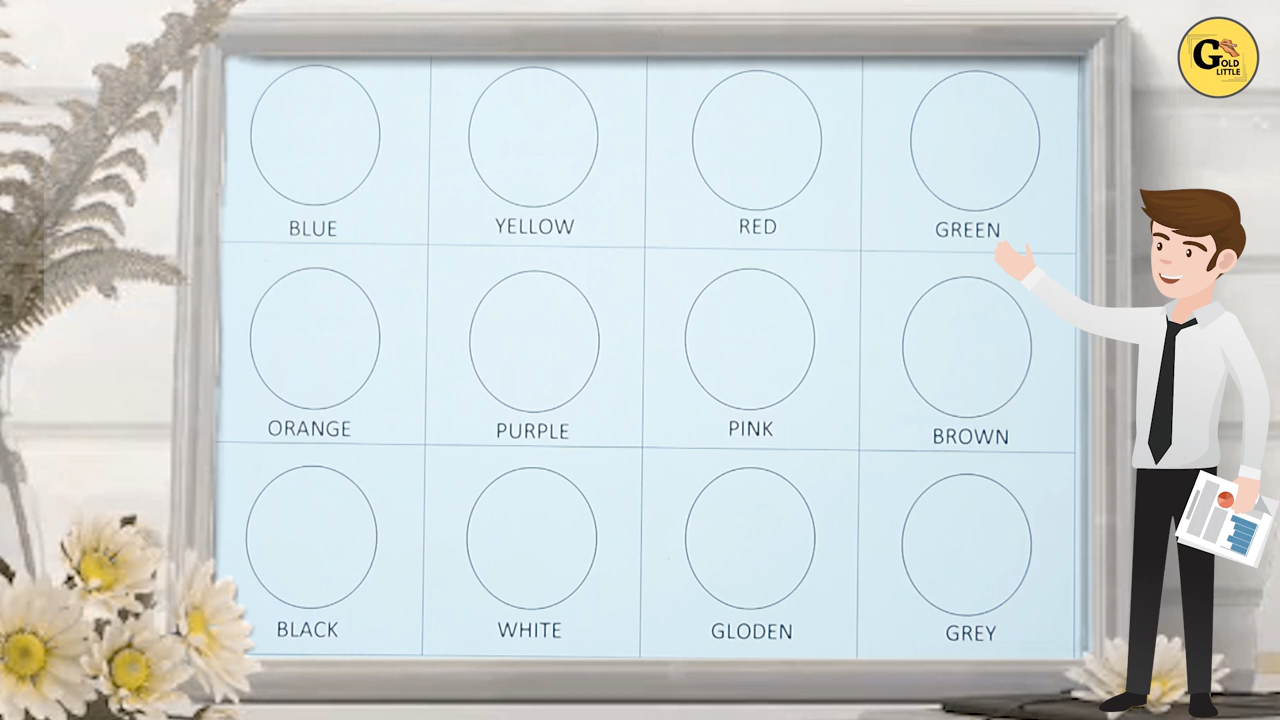 BLUE YELLOW RED GREEN
ORANGE PURPLE PINK BROWN
BLACK WHITE GLODEN GREY
GOLD
LITTLE